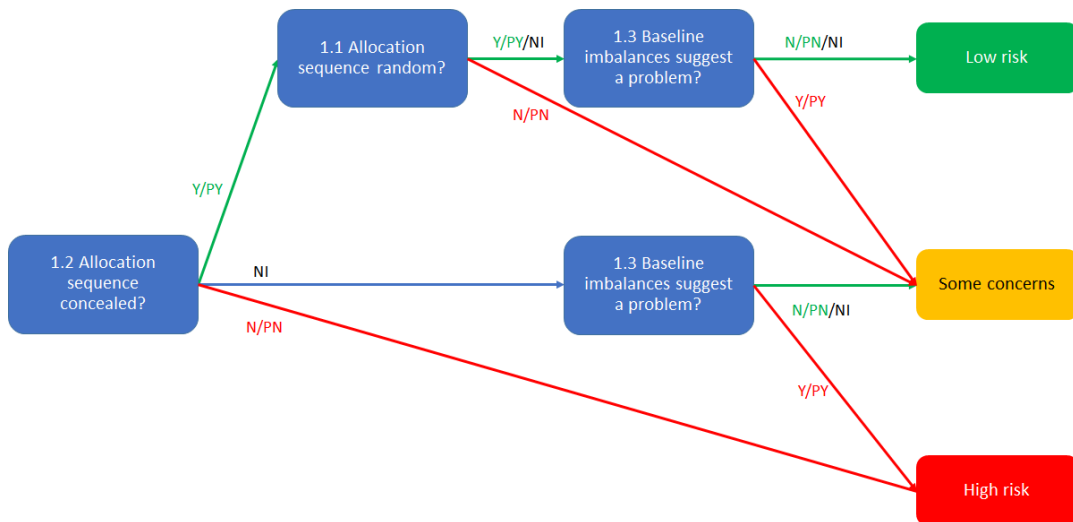 1.1 Allocation
sequence random?
Y/PY/NI
1.3 Baseline
imbalances suggest
a problem?
N/PN/NI
Low risk
N/PN
Y/PY
Y/PY
1.2 Allocation
sequence
concealed?
NI
1.3 Baseline
imbalances suggest
a problem?
Some concerns
N/PN/NI
N/PN
Y/PY
High risk